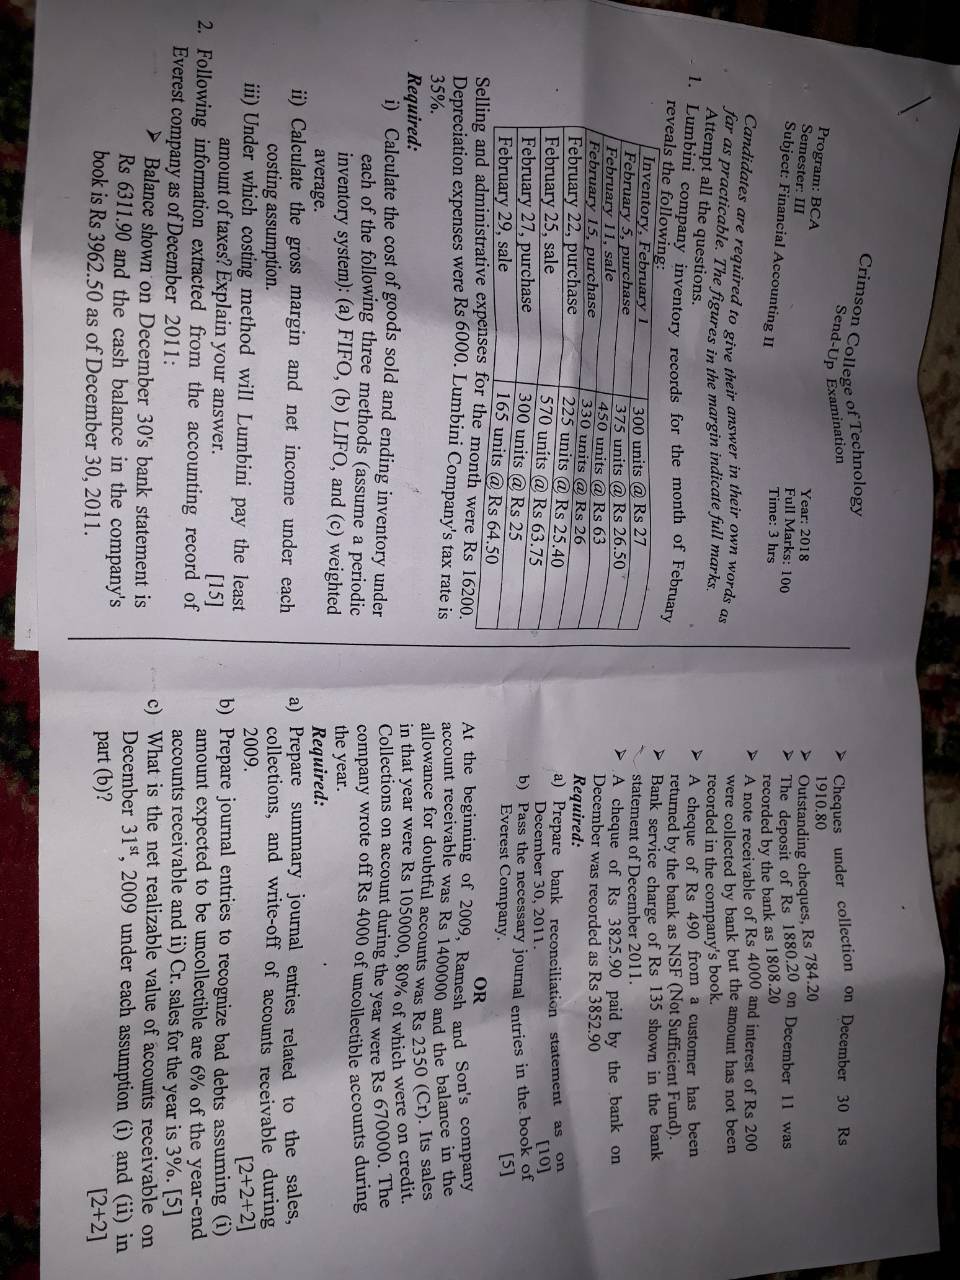 Crimson College of Technology
Send-Up Examination
Program: BCA
Semester: III
Subject: Financial Accounting II
Year: 2018
Full Marks: 100
Time: 3 hrs
Candidates are required to give their answer in their own words as
far as practicable. The figures in the margin indicate full marks.
Attempt all the questions.
1. Lumbini company inventory records for the month of February
reveals the following:
Inventory, February 1 300 units @ Rs 27
February 5, purchase 375 units @ Rs 26.50
February 11, sale 450 units @ Rs 63
February 15, purchase 330 units @ Rs 26
February 22, purchase 225 units @ Rs 25.40
February 25, sale 570 units @ Rs 63.75
February 27, purchase 300 units @ Rs 25
February 29, sale 165 units @ Rs 64.50
Selling and administrative expenses for the month were Rs 16200.
Depreciation expenses were Rs 6000. Lumbini Company's tax rate is
35%.
Required:
i) Calculate the cost of goods sold and ending inventory under
each of the following three methods (assume a periodic
inventory system): (a) FIFO, (b) LIFO, and (c) weighted
average.
ii) Calculate the gross margin and net income under each
costing assumption.
iii) Under which costing method will Lumbini pay the least
amount of taxes? Explain your answer. [15]
2. Following information extracted from the accounting record of
Everest company as of December 2011:
➢ Balance shown on December 30's bank statement is
Rs 6311.90 and the cash balance in the company's
book is Rs 3962.50 as of December 30, 2011.
➢ Cheques under collection on December 30 Rs
1910.80
➢ Outstanding cheques, Rs 784.20
➢ The deposit of Rs 1880.20 on December 11 was
recorded by the bank as 1808.20
➢ A note receivable of Rs 4000 and interest of Rs 200
were collected by bank but the amount has not been
recorded in the company's book.
➢ A cheque of Rs 490 from a customer has been
returned by the bank as NSF (Not Sufficient Fund).
➢ Bank service charge of Rs 135 shown in the bank
statement of December 2011.
➢ A cheque of Rs 3825.90 paid by the bank on
December was recorded as Rs 3852.90
Required:
a) Prepare bank reconciliation statement as on
December 30, 2011. [10]
b) Pass the necessary journal entries in the book of
Everest Company. [5]
OR
At the beginning of 2009, Ramesh and Son's company
account receivable was Rs 1400000 and the balance in the
allowance for doubtful accounts was Rs 2350 (Cr). Its sales
in that year were Rs 1050000, 80% of which were on credit.
Collections on account during the year were Rs 670000. The
company wrote off Rs 4000 of uncollectible accounts during
the year.
Required:
a) Prepare summary journal entries related to the sales,
collections, and write-off of accounts receivable during
2009. [2+2+2]
b) Prepare journal entries to recognize bad debts assuming (i)
amount expected to be uncollectible are 6% of the year-end
accounts receivable and ii) Cr. sales for the year is 3%. [5]
c) What is the net realizable value of accounts receivable on
December 31st, 2009 under each assumption (i) and (ii) in
part (b)? [2+2]